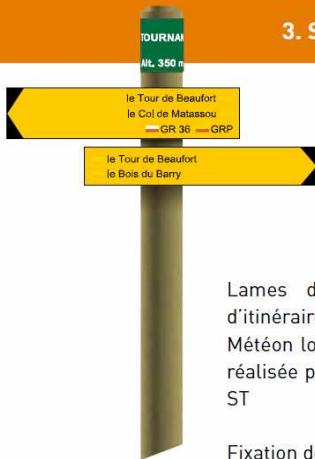 3. S
TOURNAN
Alt. 350 m
le Tour de Beaufort
le Col de Matassou
GR 36 GRP
le Tour de Beaufort
le Bois du Barry
Lames d
d'itinérair
Météon lo
réalisée p
ST
Fixation d